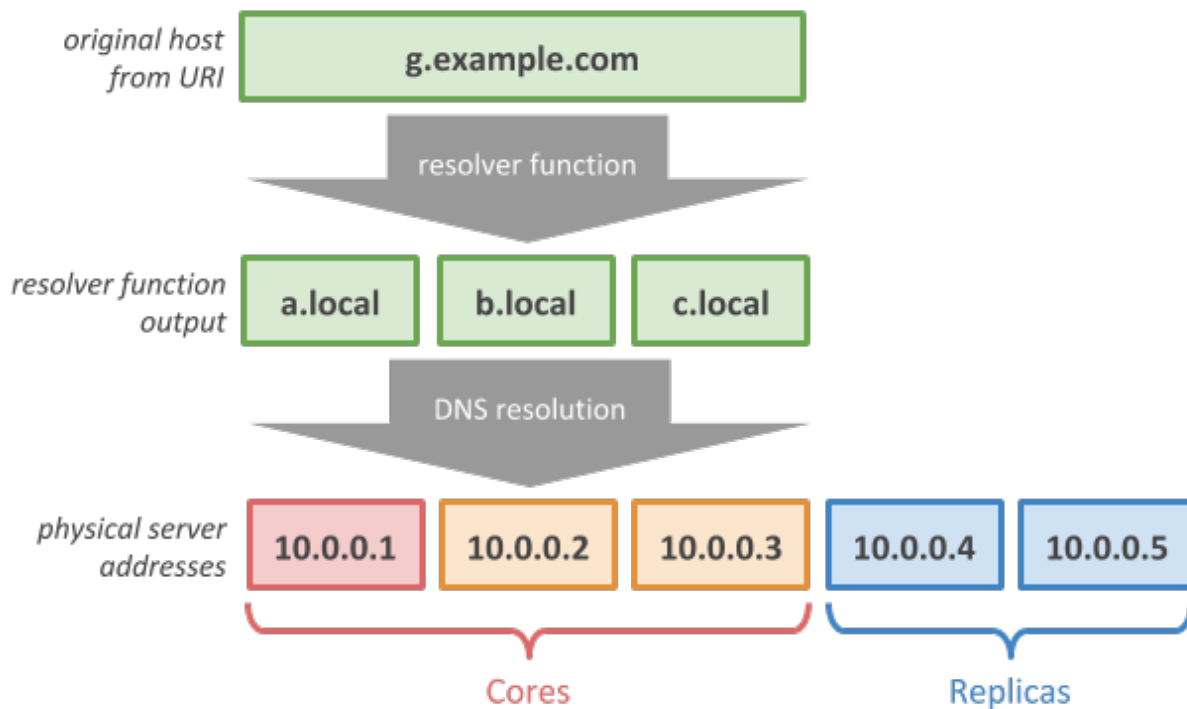 original host
from URI
g.example.com
resolver function
resolver function
output
a.local
b.local
c.local
DNS resolution
physical server
addresses
10.0.0.1
10.0.0.2
10.0.0.3
10.0.0.4
10.0.0.5
Cores
Replicas